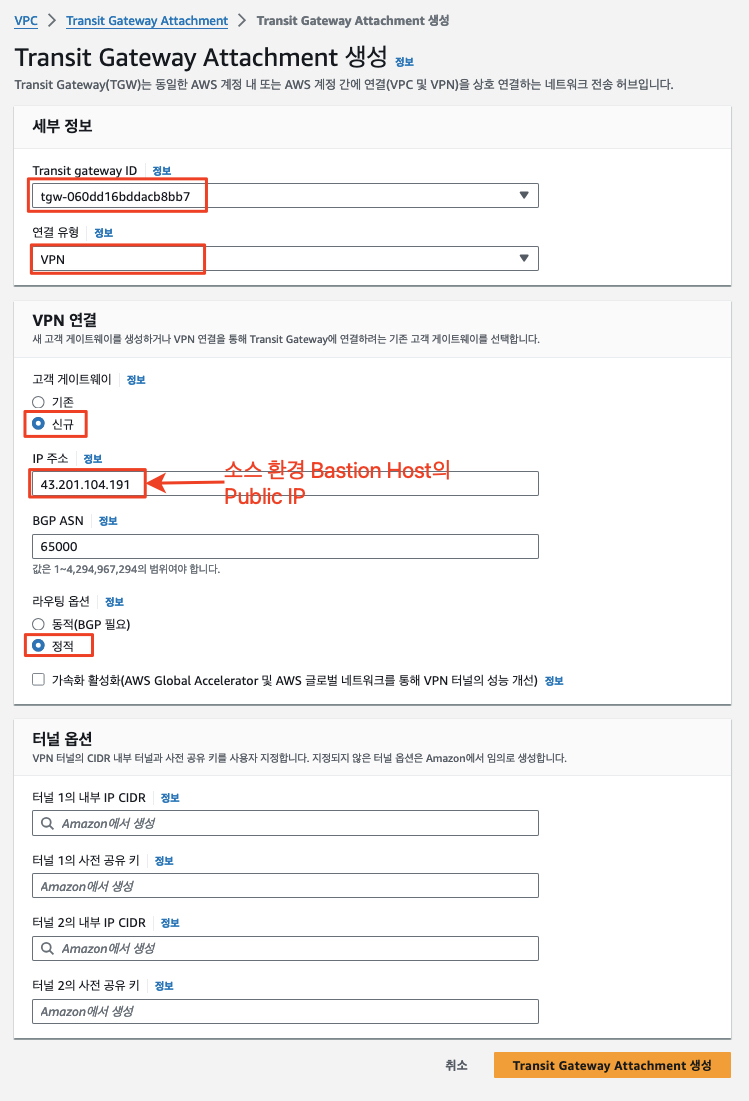 VPC > Transit Gateway Attachment > Transit Gateway Attachment 생성
Transit Gateway Attachment 생성 정보
Transit Gateway(TGW)는 동일한 AWS 계정 내 또는 AWS 계정 간에 연결(VPC 및 VPN)을 상호 연결하는 네트워크 전송 허브입니다.
세부 정보
Transit gateway ID 정보
tgw-060dd16bddacb8bb7
연결 유형 정보
VPN
VPN 연결
새 고객 게이트웨이를 생성하거나 VPN 연결을 통해 Transit Gateway에 연결하려는 기존 고객 게이트웨이를 선택합니다.
고객 게이트웨이 정보
기존
신규
IP 주소 정보
43.201.104.191
소스 환경 Bastion Host의
Public IP
BGP ASN 정보
65000
값은 1~4,294,967,294의 범위여야 합니다.
라우팅 옵션 정보
동적(BGP 필요)
정적
가속화 활성화(AWS Global Accelerator 및 AWS 글로벌 네트워크를 통해 VPN 터널의 성능 개선) 정보
터널 옵션
VPN 터널의 CIDR 내부 터널과 사전 공유 키를 사용자 지정합니다. 지정되지 않은 터널 옵션은 Amazon에서 임의로 생성합니다.
터널 1의 내부 IP CIDR 정보
Amazon에서 생성
터널 1의 사전 공유 키 정보
Amazon에서 생성
터널 2의 내부 IP CIDR 정보
Amazon에서 생성
터널 2의 사전 공유 키 정보
Amazon에서 생성
취소 Transit Gateway Attachment 생성